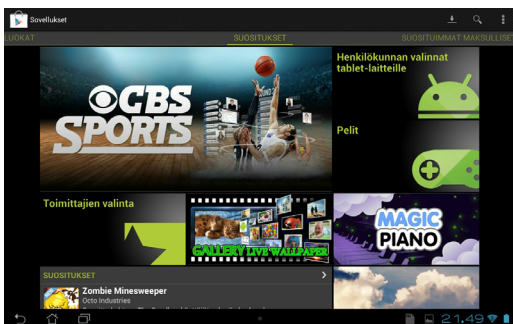 Sovellukset
LUOKAT
SUOSITUKSET
SUOSITUIMMAT MAKSULLISET
CBS
SPORTS
Henkilökunnan valinnat
tablet-laitteille
Pelit
Toimittajien valinta
GALLERY LIVE WALLPAPER
MAGIC
PIANO
SUOSITUKSET
Zombie Minesweeper
Octo Industries
21.49